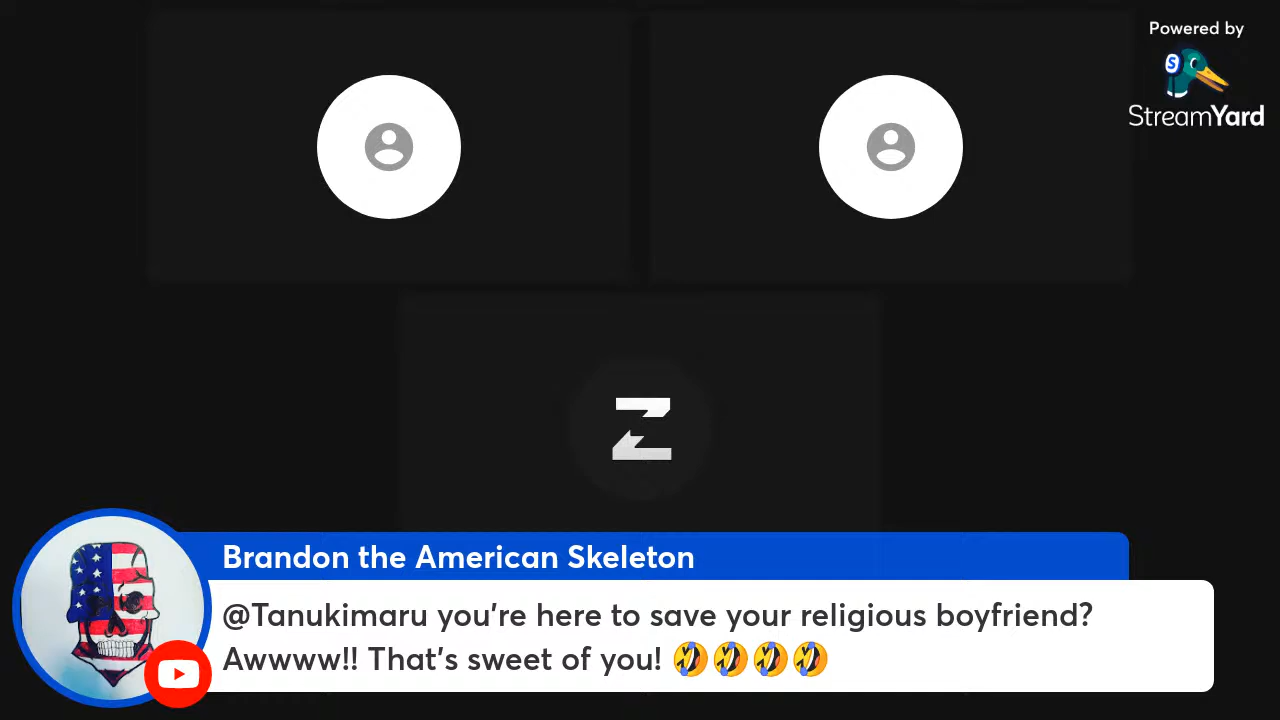 Powered by
StreamYard
Z
Brandon the American Skeleton
@Tanukimaru you're here to save your religious boyfriend?
Awwww!! That's sweet of you! 🤣🤣🤣🤣